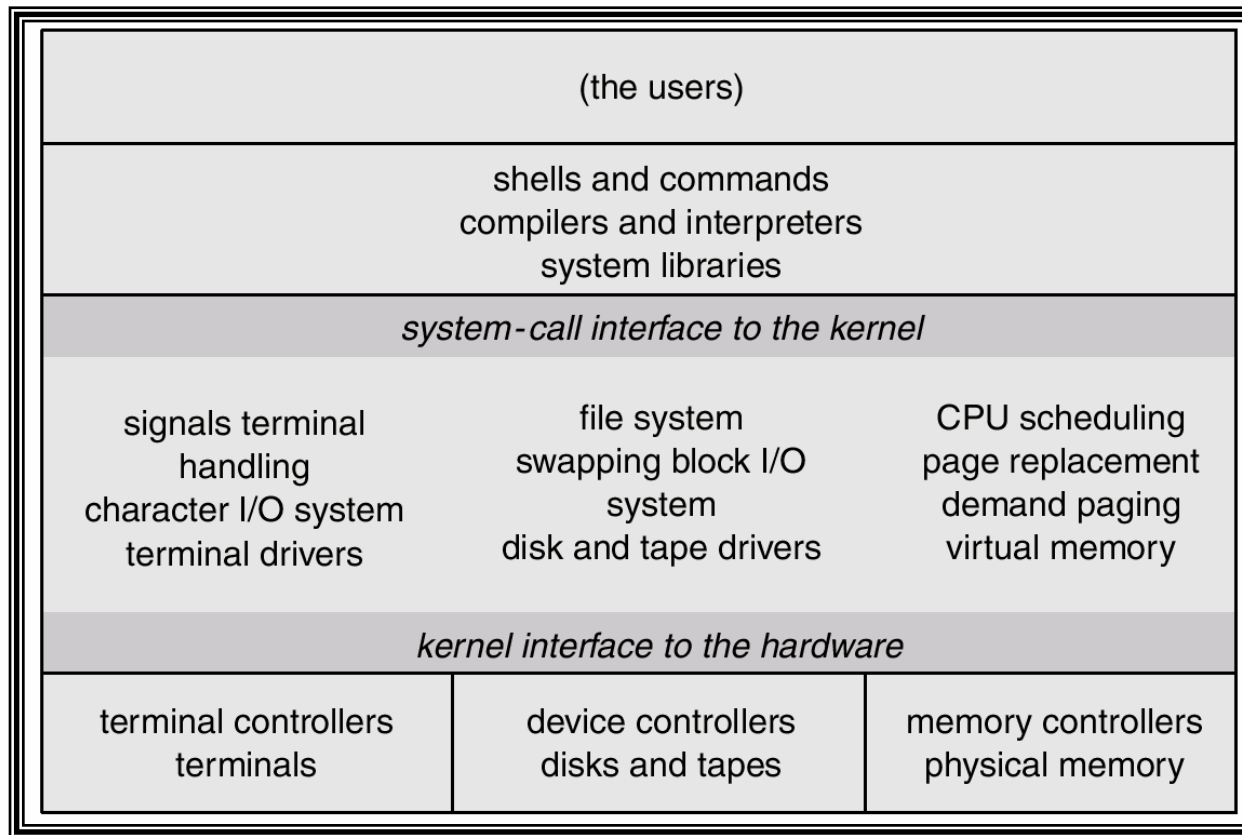 (the users)
shells and commands
compilers and interpreters
system libraries
system-call interface to the kernel
signals terminal
handling
character I/O system
terminal drivers
file system
swapping block I/O
system
disk and tape drivers
CPU scheduling
page replacement
demand paging
virtual memory
kernel interface to the hardware
terminal controllers
terminals
device controllers
disks and tapes
memory controllers
physical memory